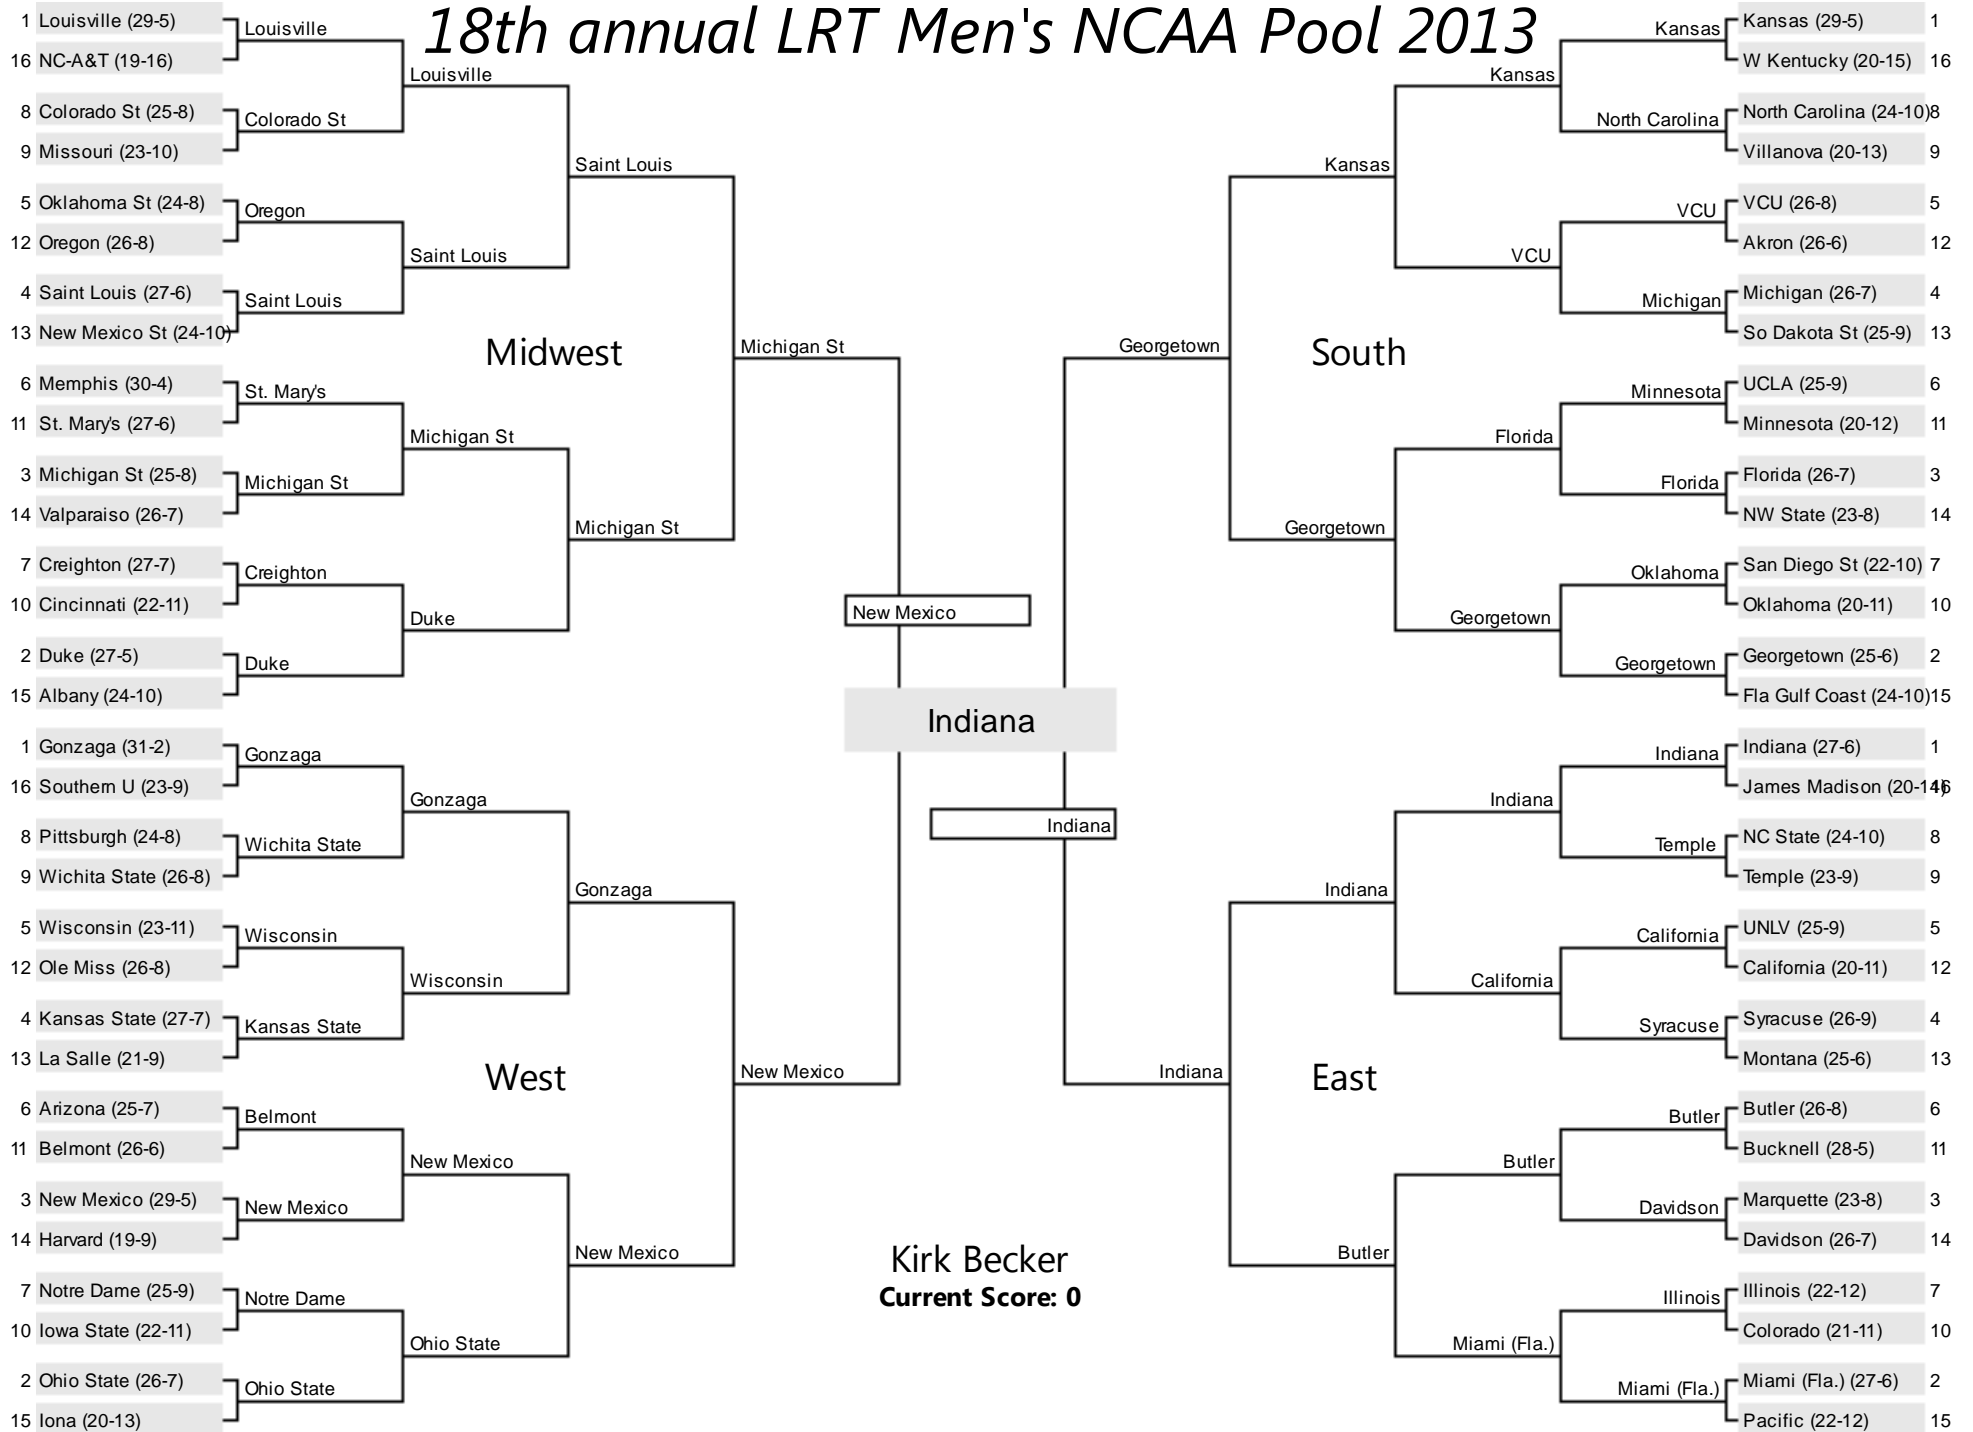 18th annual LRT Men's NCAA Pool 2013
1 Louisville (29-5)
16 NC-A&T (19-16)
8 Colorado St (25-8)
9 Missouri (23-10)
5 Oklahoma St (24-8)
12 Oregon (26-8)
4 Saint Louis (27-6)
13 New Mexico St (24-10)
6 Memphis (30-4)
11 St. Mary's (27-6)
3 Michigan St (25-8)
14 Valparaiso (26-7)
7 Creighton (27-7)
10 Cincinnati (22-11)
2 Duke (27-5)
15 Albany (24-10)
1 Gonzaga (31-2)
16 Southern U (23-9)
8 Pittsburgh (24-8)
9 Wichita State (26-8)
5 Wisconsin (23-11)
12 Ole Miss (26-8)
4 Kansas State (27-7)
13 La Salle (21-9)
6 Arizona (25-7)
11 Belmont (26-6)
3 New Mexico (29-5)
14 Harvard (19-9)
7 Notre Dame (25-9)
10 Iowa State (22-11)
2 Ohio State (26-7)
15 Iona (20-13)
Louisville
Colorado St
Oregon
Saint Louis
St. Mary's
Michigan St
Creighton
Duke
Gonzaga
Wichita State
Wisconsin
Kansas State
Belmont
New Mexico
Notre Dame
Ohio State
Louisville
Saint Louis
Michigan St
Duke
Gonzaga
Wisconsin
New Mexico
Ohio State
Saint Louis
Michigan St
Gonzaga
New Mexico
Midwest
West
Michigan St
New Mexico
New Mexico
Indiana
Indiana
Kirk Becker
Current Score: 0
Georgetown
Indiana
South
East
Kansas
Georgetown
Indiana
Butler
Kansas
VCU
Florida
Georgetown
Indiana
California
Butler
Miami (Fla.)
Kansas
North Carolina
VCU
Michigan
Minnesota
Florida
Oklahoma
Georgetown
Indiana
Temple
California
Syracuse
Butler
Davidson
Illinois
Miami (Fla.)
Kansas (29-5) 1
W Kentucky (20-15) 16
North Carolina (24-10) 8
Villanova (20-13) 9
VCU (26-8) 5
Akron (26-6) 12
Michigan (26-7) 4
So Dakota St (25-9) 13
UCLA (25-9) 6
Minnesota (20-12) 11
Florida (26-7) 3
NW State (23-8) 14
San Diego St (22-10) 7
Oklahoma (20-11) 10
Georgetown (25-6) 2
Fla Gulf Coast (24-10) 15
Indiana (27-6) 1
James Madison (20-14) 16
NC State (24-10) 8
Temple (23-9) 9
UNLV (25-9) 5
California (20-11) 12
Syracuse (26-9) 4
Montana (25-6) 13
Butler (26-8) 6
Bucknell (28-5) 11
Marquette (23-8) 3
Davidson (26-7) 14
Illinois (22-12) 7
Colorado (21-11) 10
Miami (Fla.) (27-6) 2
Pacific (22-12) 15